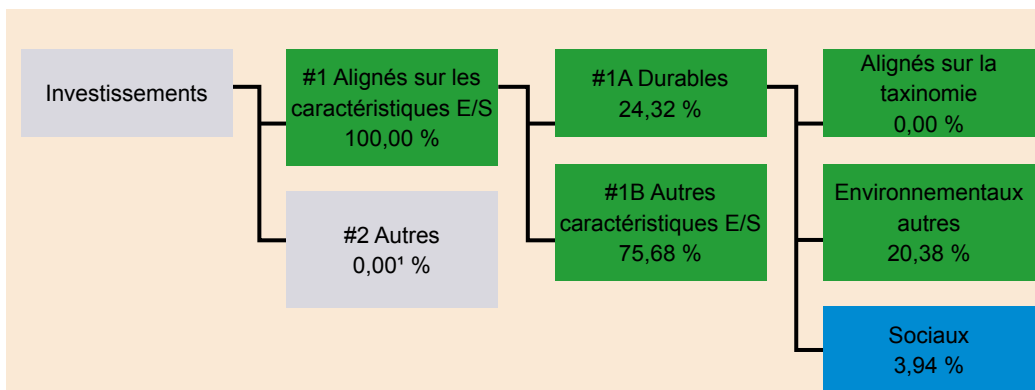 Investissements
#1 Alignés sur les
caractéristiques E/S
100,00 %
#2 Autres
0,00¹ %
#1A Durables
24,32 %
#1B Autres
caractéristiques E/S
75,68 %
Alignés sur la
taxinomie
0,00 %
Environnementaux
autres
20,38 %
Sociaux
3,94 %